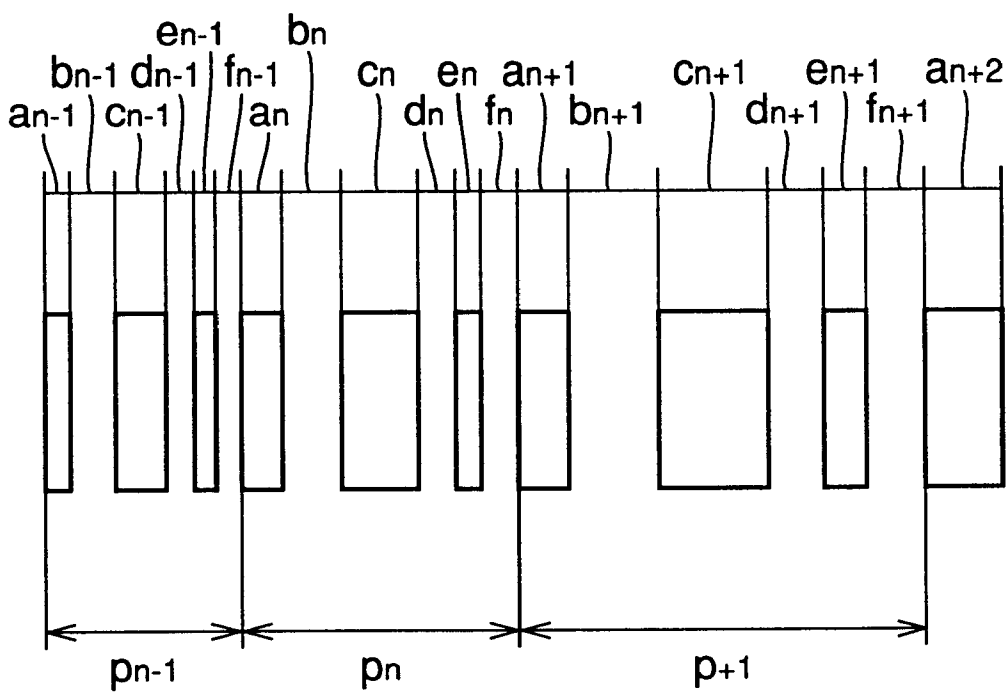 en-1 bn
bn-1 dn-1 fn-1 cn en an+1 cn+1 en+1 an+2
an-1 cn-1 an dn fn bn+1 dn+1 fn+1
pn-1 pn p+1